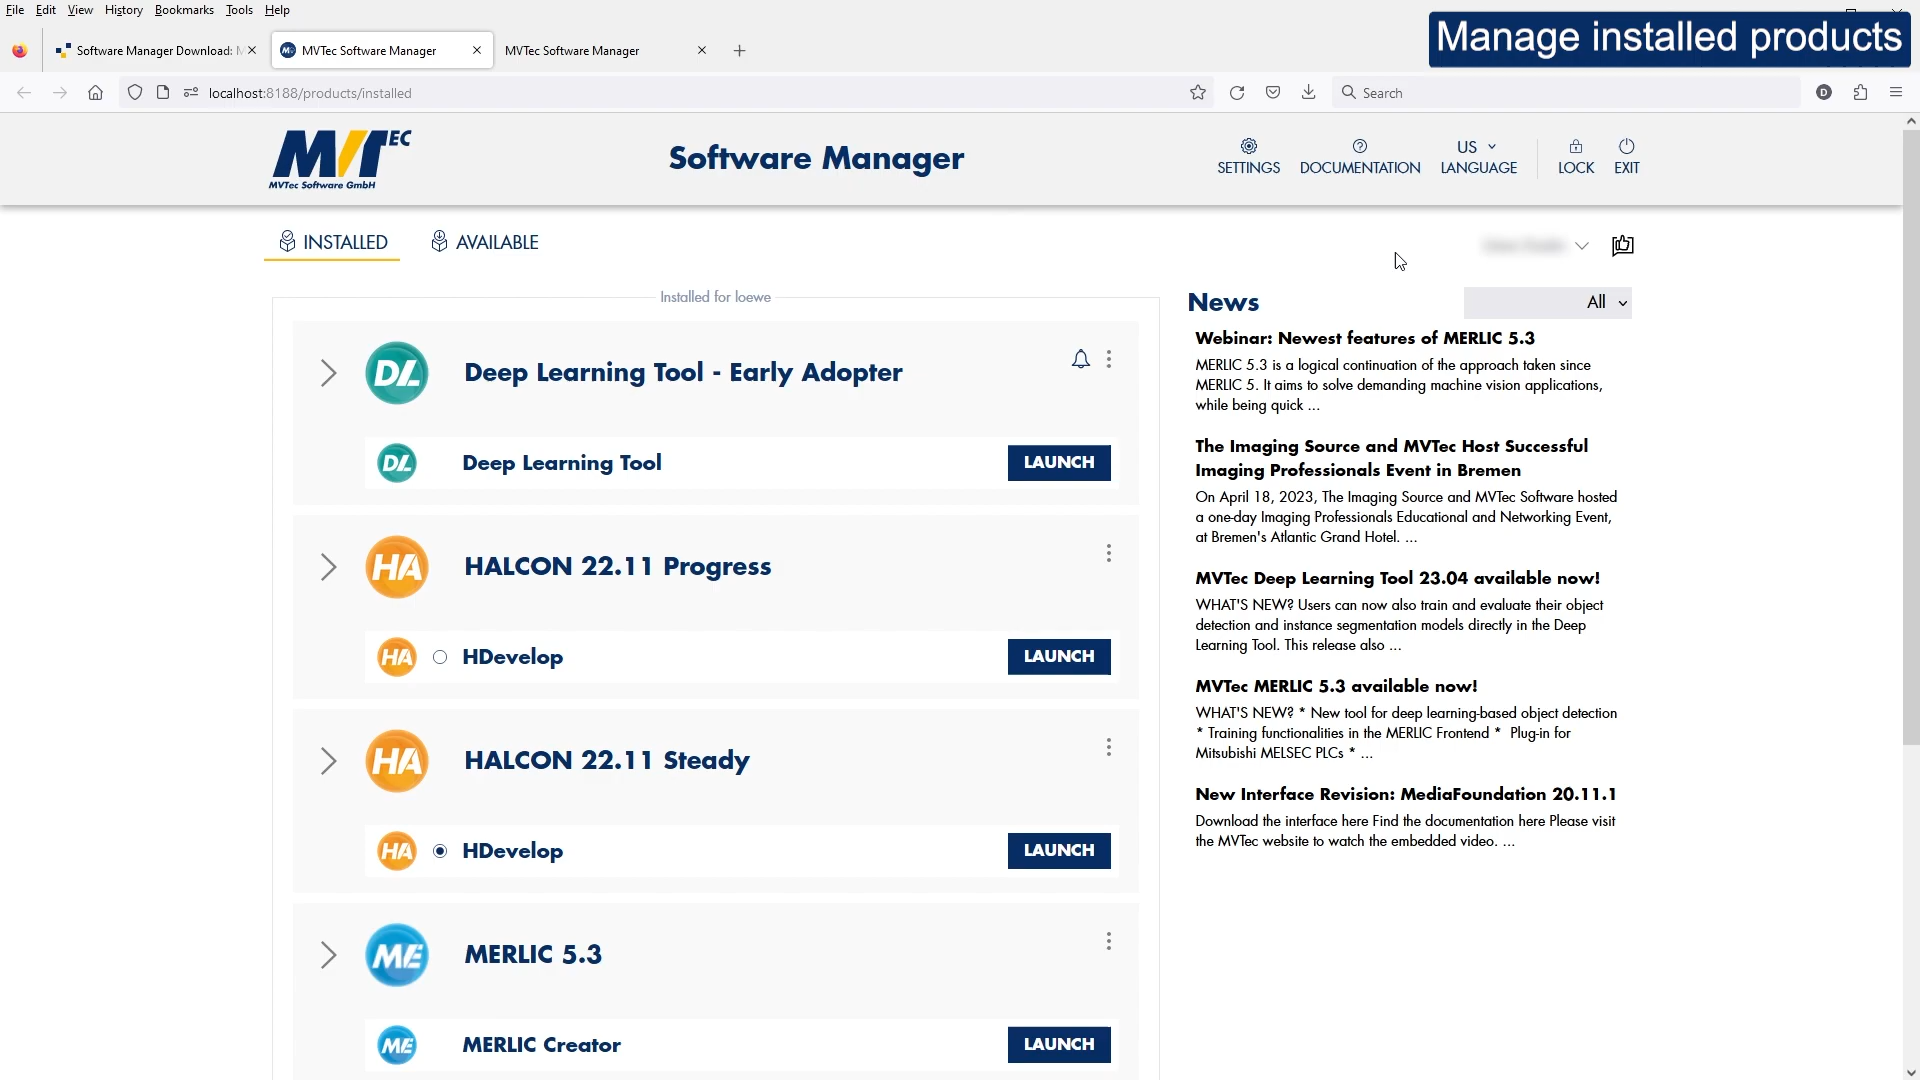 File Edit View History Bookmarks Tools Help
Manage installed products
Software Manager Download:
MVTec Software Manager
MVTec Software Manager
localhost:8188/products/installed
Search
D
MVTEC
MVTec Software GmbH
Software Manager
SETTINGS
DOCUMENTATION
US
LANGUAGE
LOCK
EXIT
INSTALLED
AVAILABLE
Installed for loewe
DL
Deep Learning Tool - Early Adopter
DL
Deep Learning Tool
LAUNCH
HA
HALCON 22.11 Progress
HA
HDevelop
LAUNCH
HA
HALCON 22.11 Steady
HA
HDevelop
LAUNCH
ME
MERLIC 5.3
ME
MERLIC Creator
LAUNCH
News
All
Webinar: Newest features of MERLIC 5.3
MERLIC 5.3 is a logical continuation of the approach taken since
MERLIC 5. It aims to solve demanding machine vision applications,
while being quick ...
The Imaging Source and MVTec Host Successful
Imaging Professionals Event in Bremen
On April 18, 2023, The Imaging Source and MVTec Software hosted
a one-day Imaging Professionals Educational and Networking Event,
at Bremen's Atlantic Grand Hotel. ...
MVTec Deep Learning Tool 23.04 available now!
WHAT'S NEW? Users can now also train and evaluate their object
detection and instance segmentation models directly in the Deep
Learning Tool. This release also ...
MVTec MERLIC 5.3 available now!
WHAT'S NEW? * New tool for deep learning-based object detection
* Training functionalities in the MERLIC Frontend * Plug-in for
Mitsubishi MELSEC PLCs * ...
New Interface Revision: MediaFoundation 20.11.1
Download the interface here Find the documentation here Please visit
the MVTec website to watch the embedded video. ...